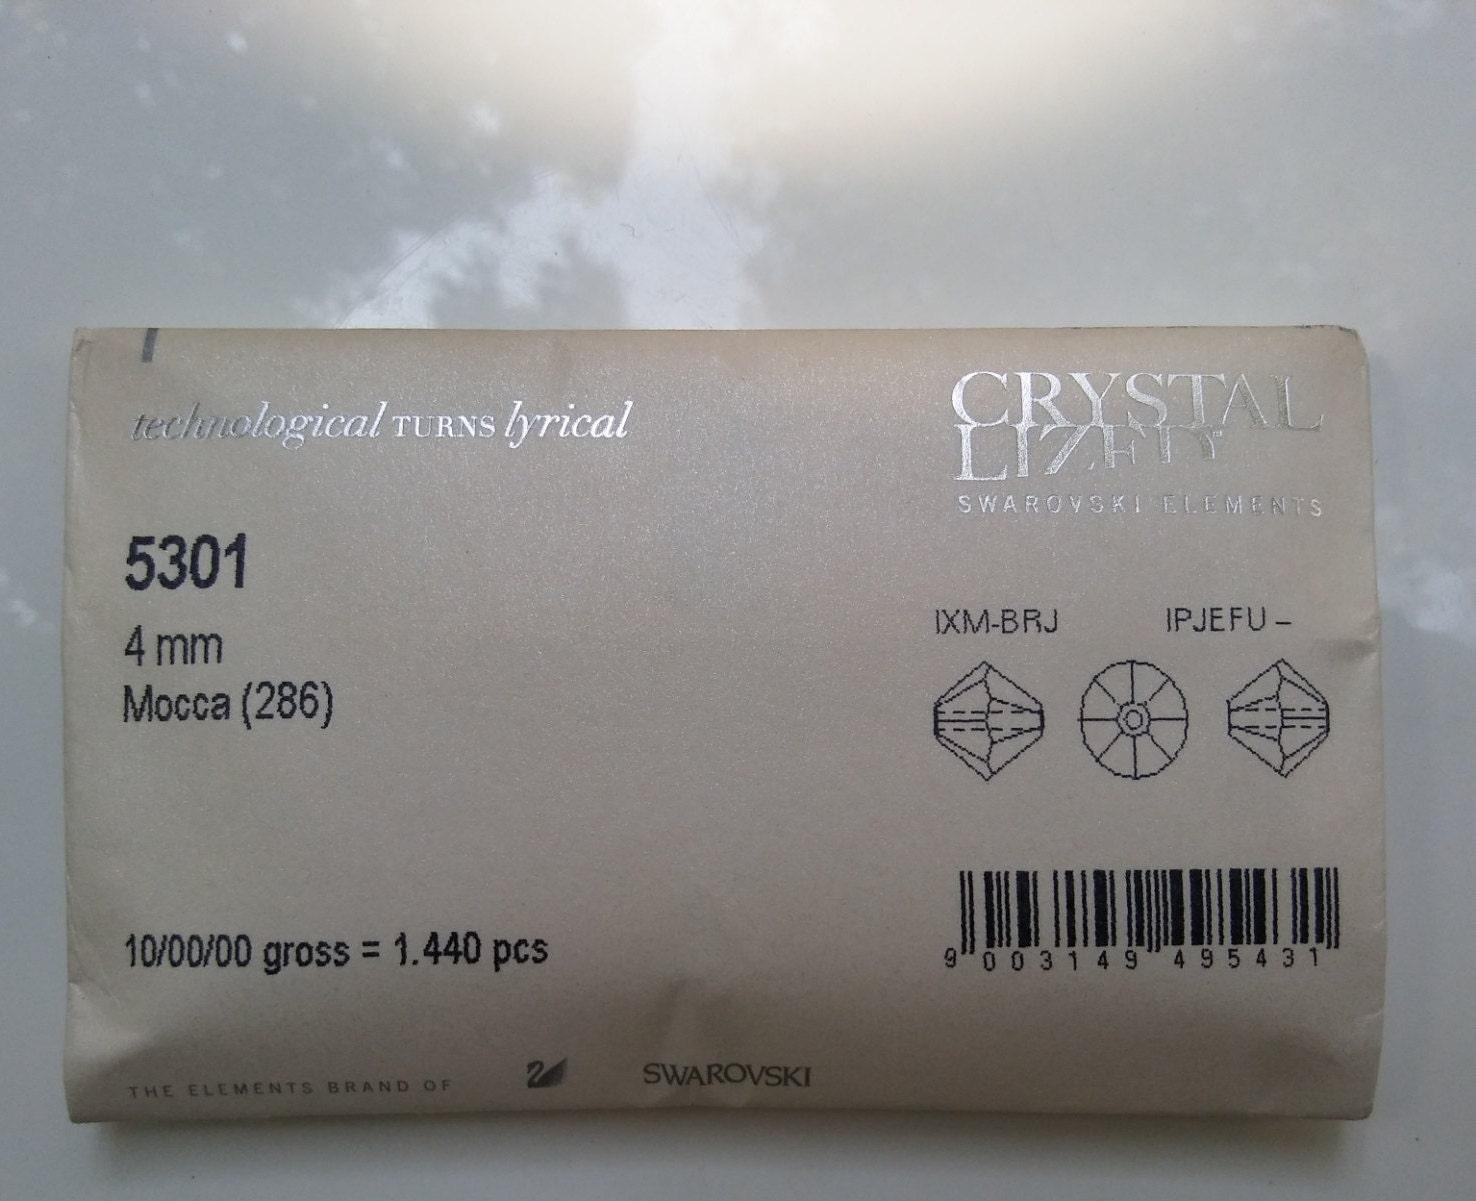 technological TURNS lyrical
CRYSTAL
LIZED™
SWAROVSKI ELEMENTS
5301
4 mm
Mocca (286)
IXM-BRJ IPJEFU –
10/00/00 gross = 1.440 pcs
9 003149 495431
THE ELEMENTS BRAND OF SWAROVSKI